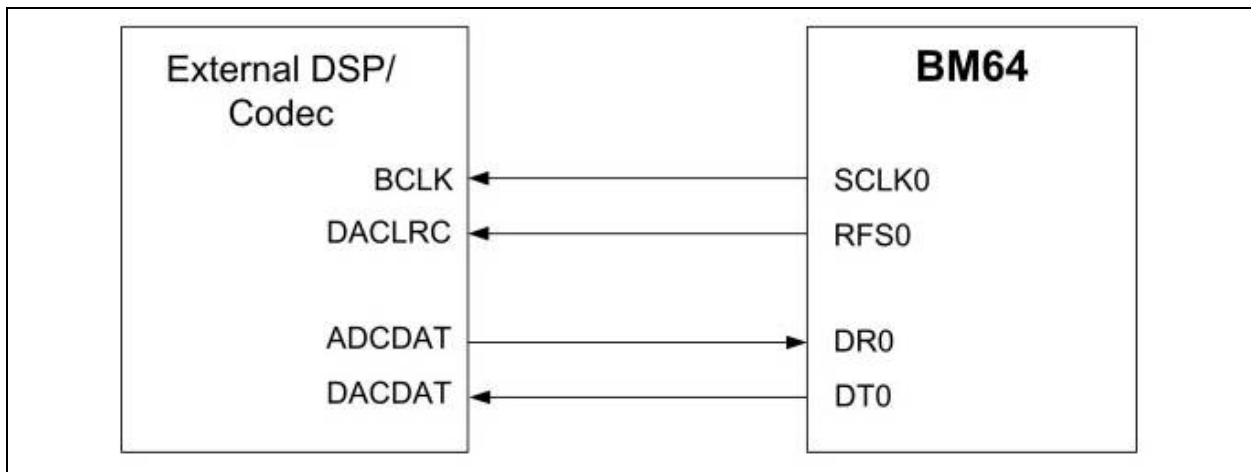 External DSP/
Codec
BCLK
DACLRC
ADCDAT
DACDAT
BM64
SCLK0
RFS0
DR0
DT0